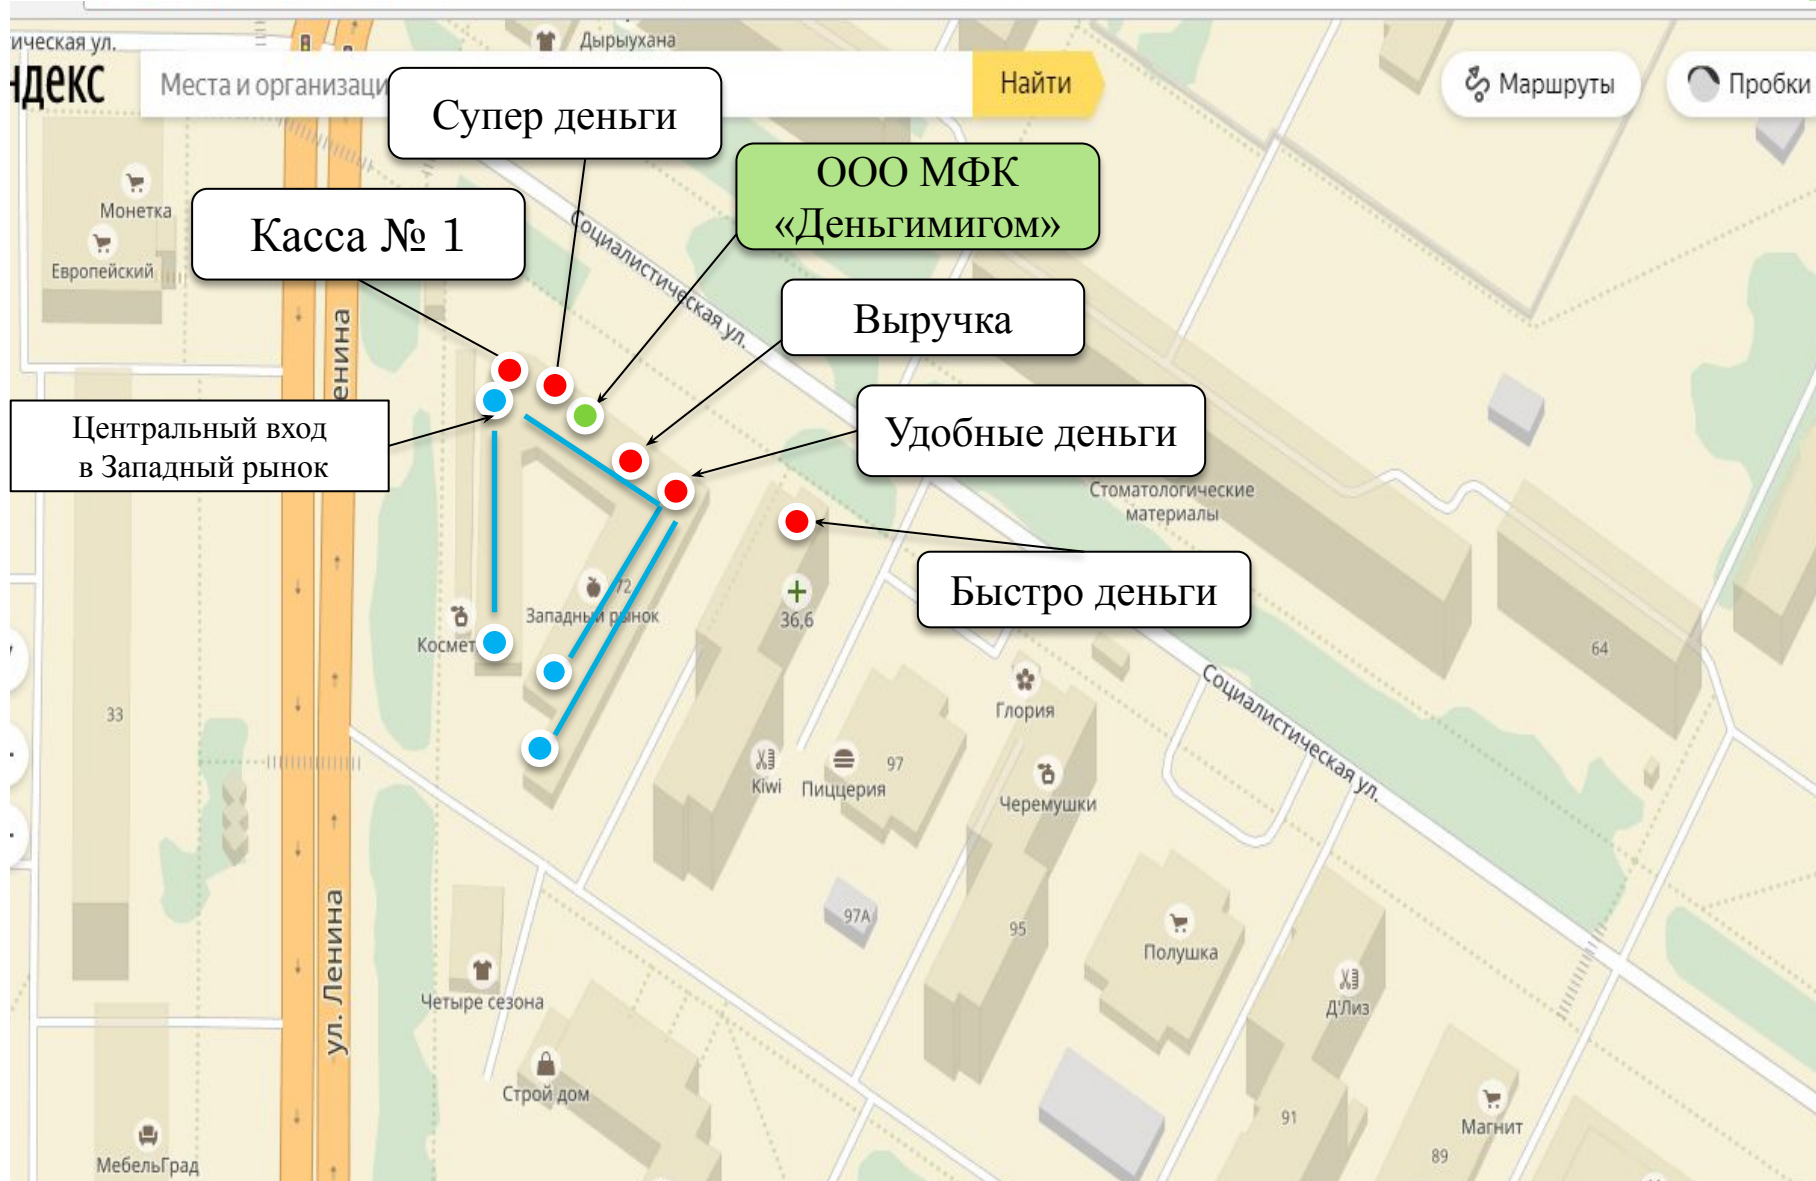 ическая ул.
Дырыухана
ндекс
Места и организаци
Найти
Маршруты
Пробки
Супер деньги
ООО МФК
«Деньгимигом»
Монетка
Европейский
Касса № 1
Социалистическая ул.
Выручка
енина
Центральный вход
в Западный рынок
Удобные деньги
Стоматологические
материалы
Быстро деньги
72
Западный рынок
Космет
36,6
64
33
Глория
Социалистическая ул.
Kiwi
Пиццерия
97
Черемушки
97А
95
Полушка
ул. Ленина
Четыре сезона
Д'Лиз
Строй дом
91
Магнит
89
МебельГрад